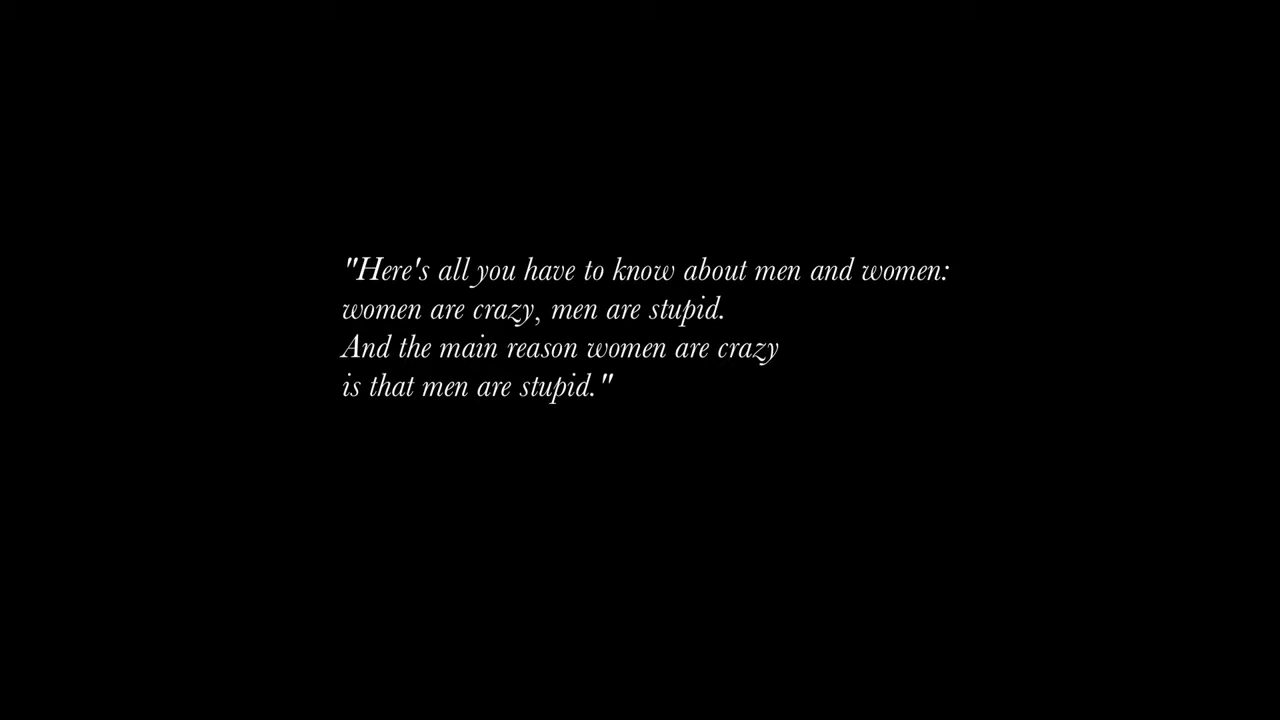 "Here's all you have to know about men and women:
women are crazy, men are stupid.
And the main reason women are crazy
is that men are stupid."